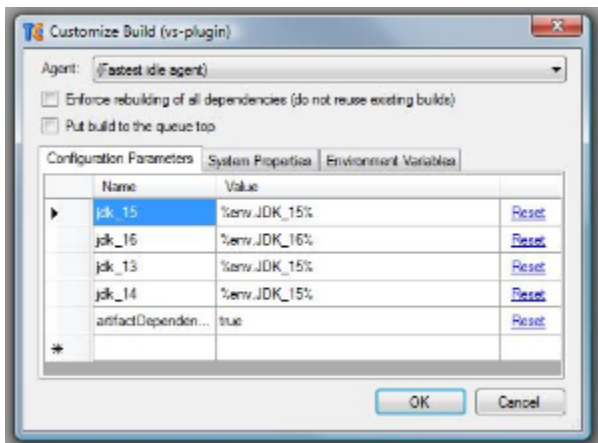 Customize Build (vs-plugin)
Agent: (Fastest idle agent)
Enforce rebuilding of all dependencies (do not reuse existing builds)
Put build to the queue top
Configuration Parameters System Properties Environment Variables
Name Value
jdk_15 %env.JDK_15% Reset
jdk_16 %env.JDK_16% Reset
jdk_13 %env.JDK_15% Reset
jdk_14 %env.JDK_15% Reset
artifactDependen... true Reset
OK Cancel